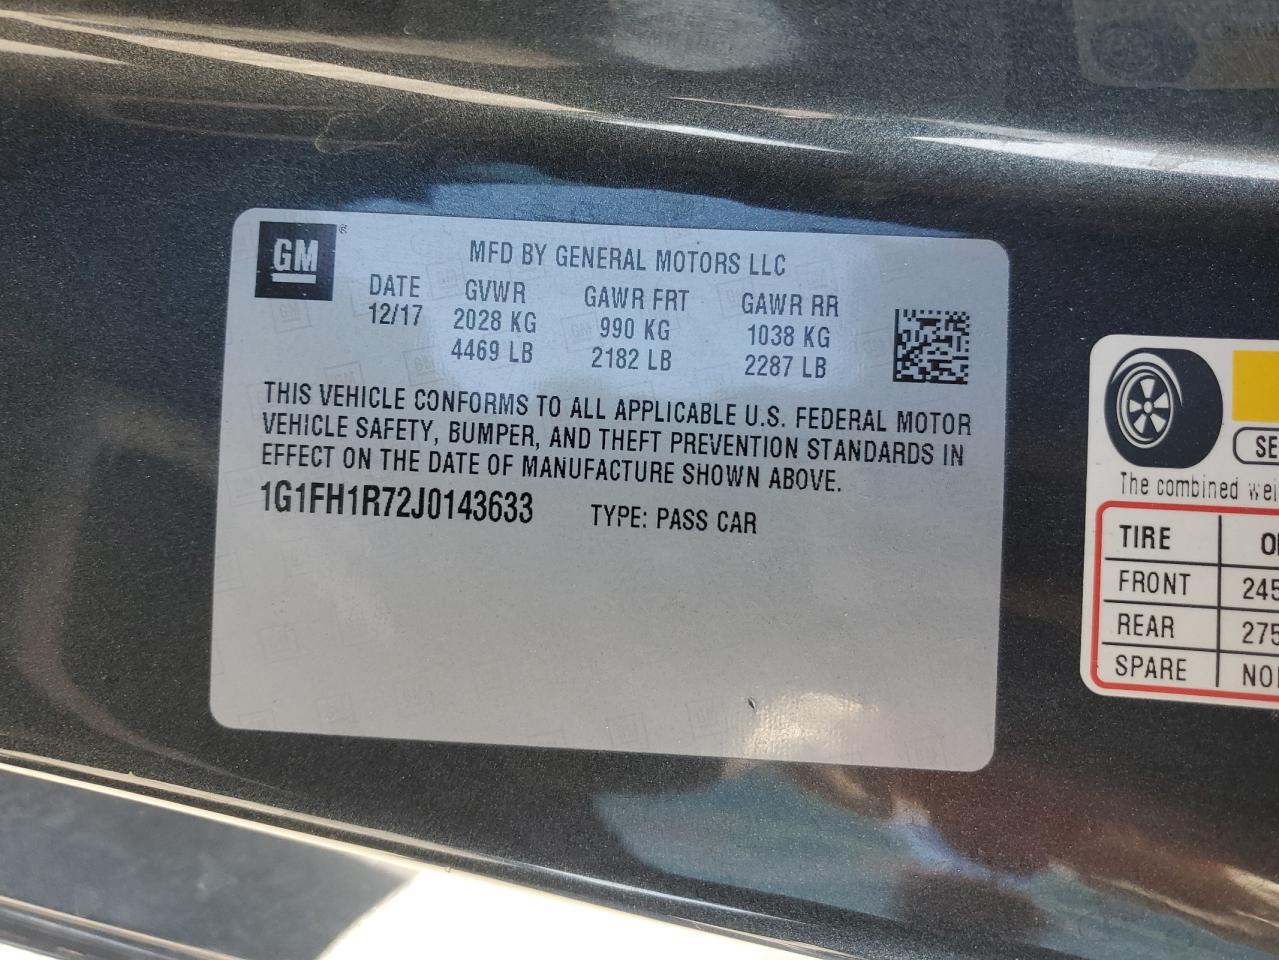 GM
MFD BY GENERAL MOTORS LLC
DATE GVWR GAWR FRT GAWR RR
12/17 2028 KG 990 KG 1038 KG
4469 LB 2182 LB 2287 LB
THIS VEHICLE CONFORMS TO ALL APPLICABLE U.S. FEDERAL MOTOR
VEHICLE SAFETY, BUMPER, AND THEFT PREVENTION STANDARDS IN
EFFECT ON THE DATE OF MANUFACTURE SHOWN ABOVE.
1G1FH1R72J0143633 TYPE: PASS CAR
The combined
TIRE
FRONT 245
REAR 275
SPARE